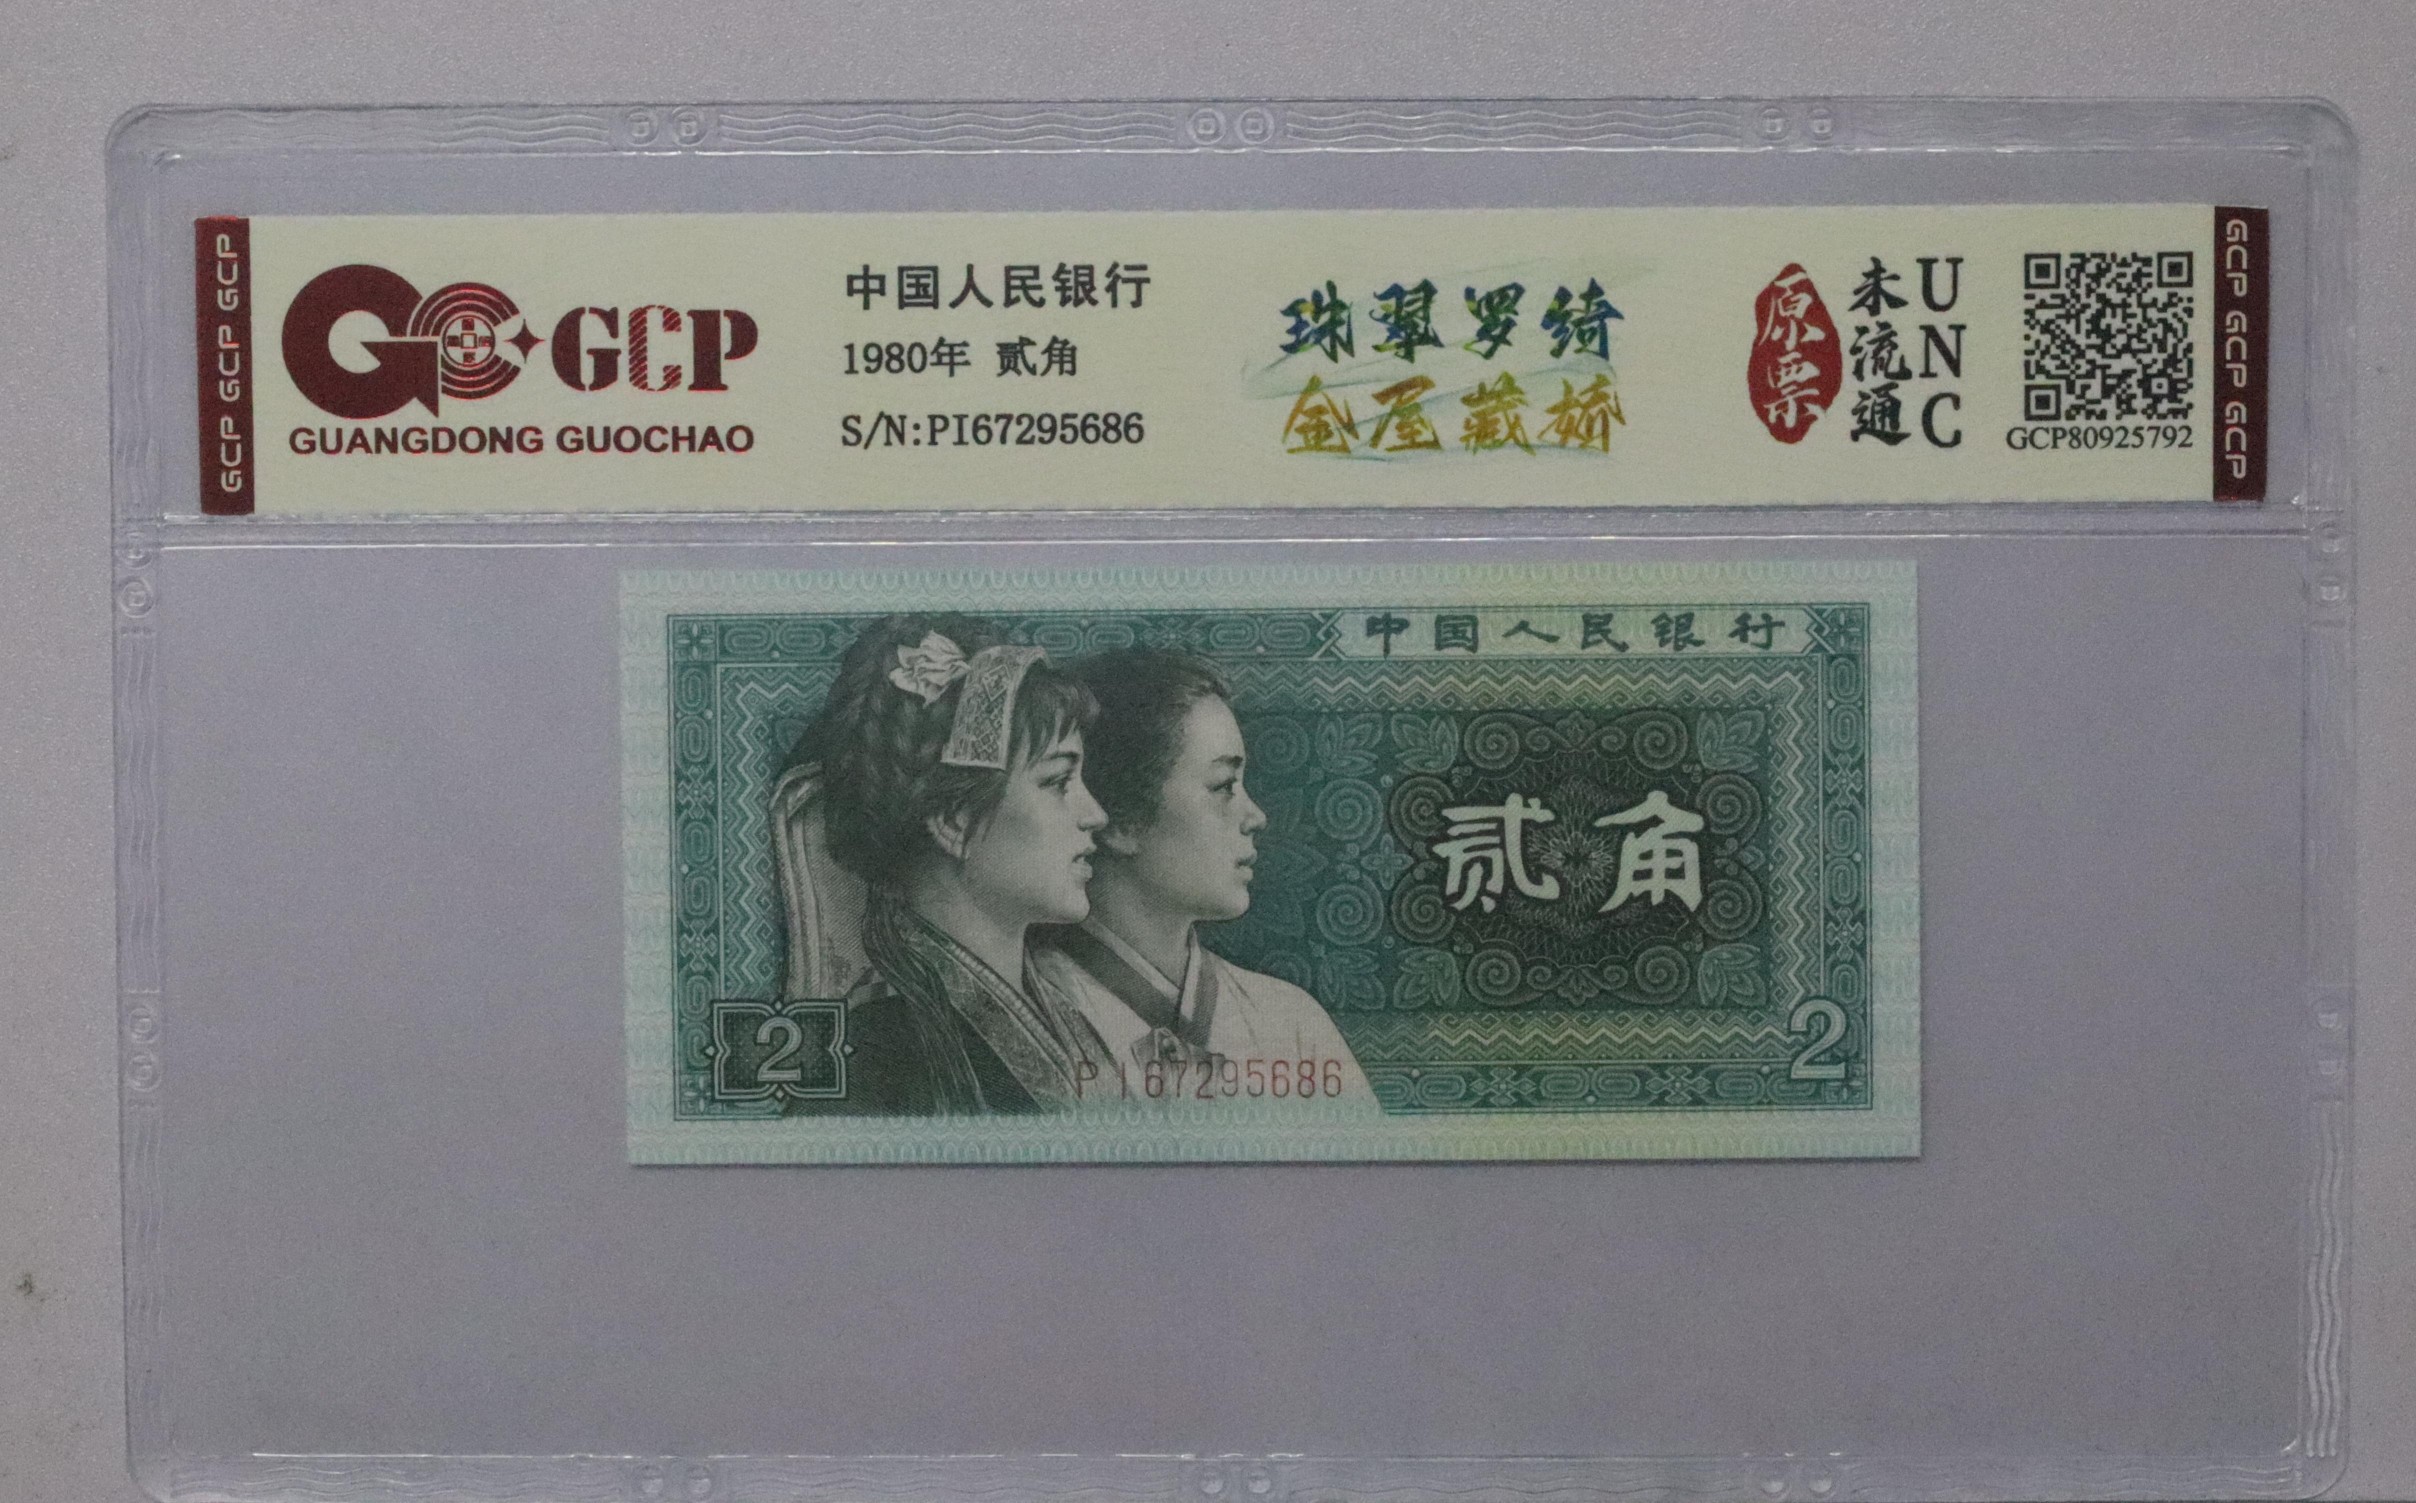 GCP GCP GCP
GCP
GUANGDONG GUOCHAO
中国人民银行
1980年 贰角
S/N:PI67295686
珠翠罗绮
金屋藏娇
原票
未流通
UNC
GCP80925792
GCP GCP GCP
中国人民银行
贰角
2
2
PI67295686